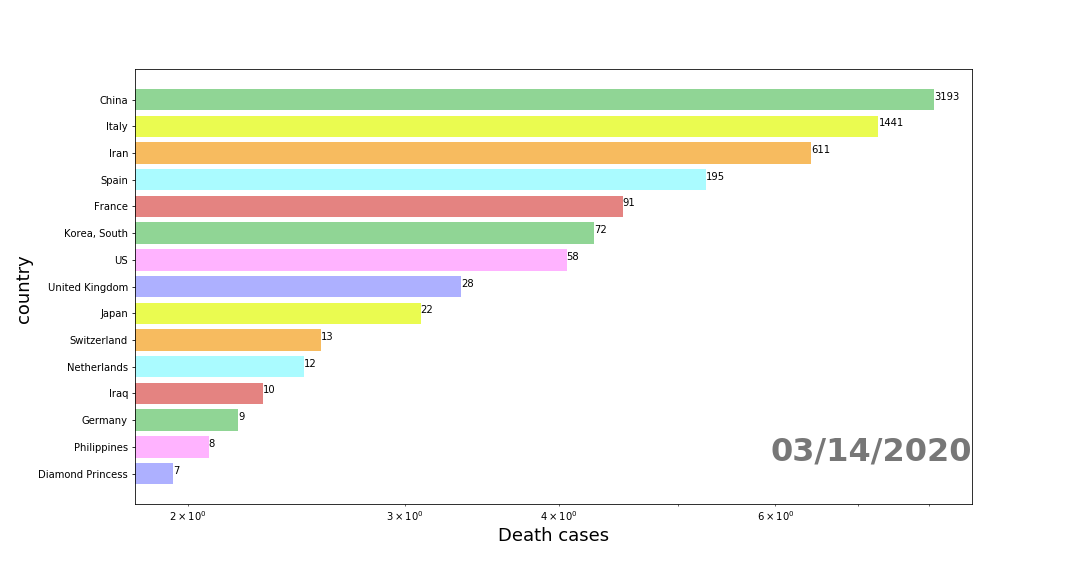 China 3193
Italy 1441
Iran 611
Spain 195
France 91
Korea, South 72
US 58
United Kingdom 28
Japan 22
Switzerland 13
Netherlands 12
Iraq 10
Germany 9
Philippines 8
Diamond Princess 7
country
03/14/2020
2 × 10⁰ 3 × 10⁰ 4 × 10⁰ 6 × 10⁰
Death cases